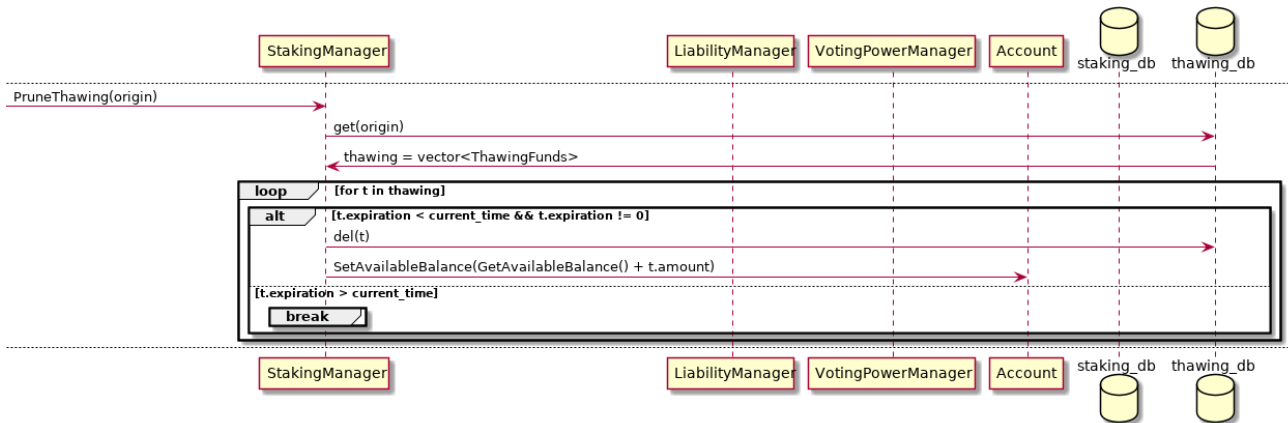 StakingManager
LiabilityManager
VotingPowerManager
Account
staking_db
thawing_db
PruneThawing(origin)
get(origin)
thawing = vector<ThawingFunds>
loop [for t in thawing]
alt [t.expiration < current_time && t.expiration != 0]
del(t)
SetAvailableBalance(GetAvailableBalance() + t.amount)
[t.expiration > current_time]
break
StakingManager
LiabilityManager
VotingPowerManager
Account
staking_db
thawing_db